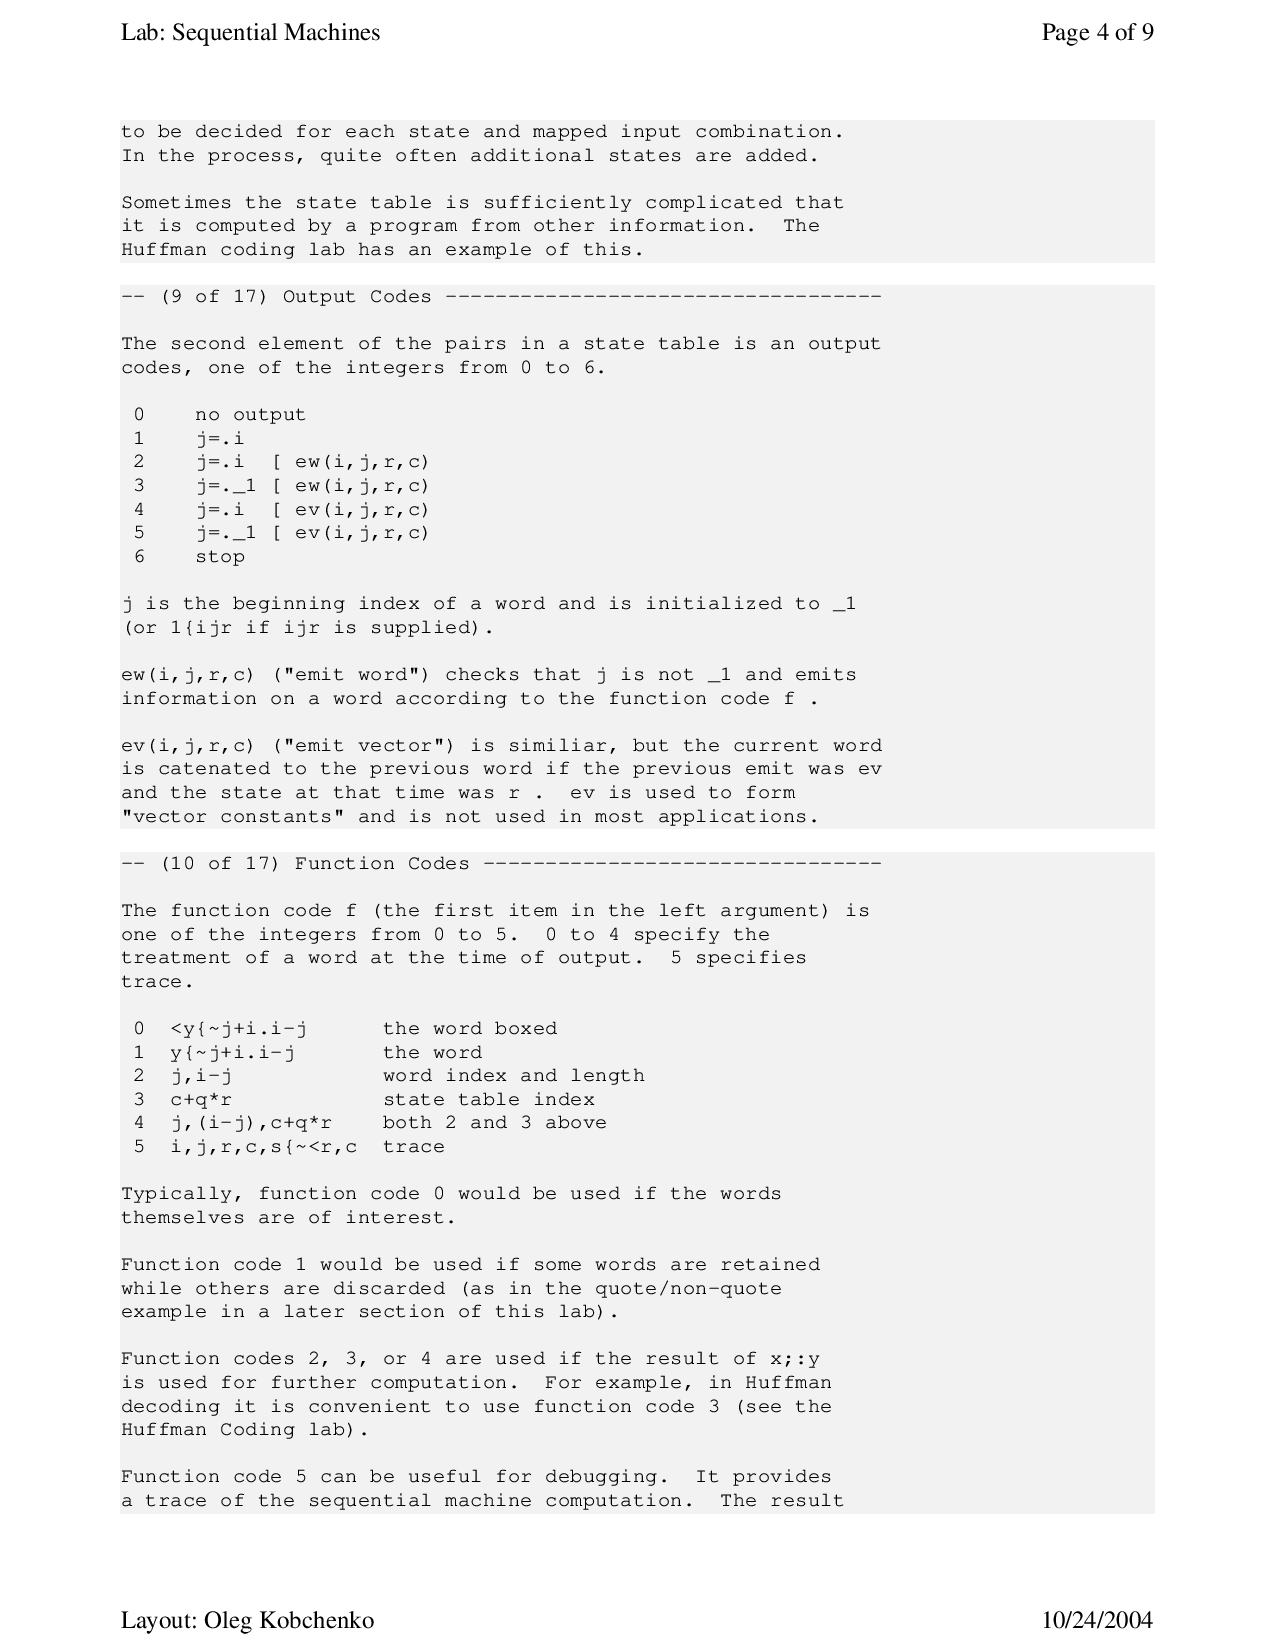 Lab: Sequential Machines Page 4 of 9
to be decided for each state and mapped input combination.
In the process, quite often additional states are added.
Sometimes the state table is sufficiently complicated that
it is computed by a program from other information.  The
Huffman coding lab has an example of this.
-- (9 of 17) Output Codes -----------------------------------
The second element of the pairs in a state table is an output
codes, one of the integers from 0 to 6.
 0    no output
 1    j=.i
 2    j=.i  [ ew(i,j,r,c)
 3    j=._1 [ ew(i,j,r,c)
 4    j=.i  [ ev(i,j,r,c)
 5    j=._1 [ ev(i,j,r,c)
 6    stop
j is the beginning index of a word and is initialized to _1
(or 1{ijr if ijr is supplied).
ew(i,j,r,c) ("emit word") checks that j is not _1 and emits
information on a word according to the function code f .
ev(i,j,r,c) ("emit vector") is similiar, but the current word
is catenated to the previous word if the previous emit was ev
and the state at that time was r .  ev is used to form
"vector constants" and is not used in most applications.
-- (10 of 17) Function Codes --------------------------------
The function code f (the first item in the left argument) is
one of the integers from 0 to 5.  0 to 4 specify the
treatment of a word at the time of output.  5 specifies
trace.
 0  <y{~j+i.i-j      the word boxed
 1  y{~j+i.i-j       the word
 2  j,i-j            word index and length
 3  c+q*r            state table index
 4  j,(i-j),c+q*r    both 2 and 3 above
 5  i,j,r,c,s{~<r,c  trace
Typically, function code 0 would be used if the words
themselves are of interest.
Function code 1 would be used if some words are retained
while others are discarded (as in the quote/non-quote
example in a later section of this lab).
Function codes 2, 3, or 4 are used if the result of x;:y
is used for further computation.  For example, in Huffman
decoding it is convenient to use function code 3 (see the
Huffman Coding lab).
Function code 5 can be useful for debugging.  It provides
a trace of the sequential machine computation.  The result
Layout: Oleg Kobchenko 10/24/2004